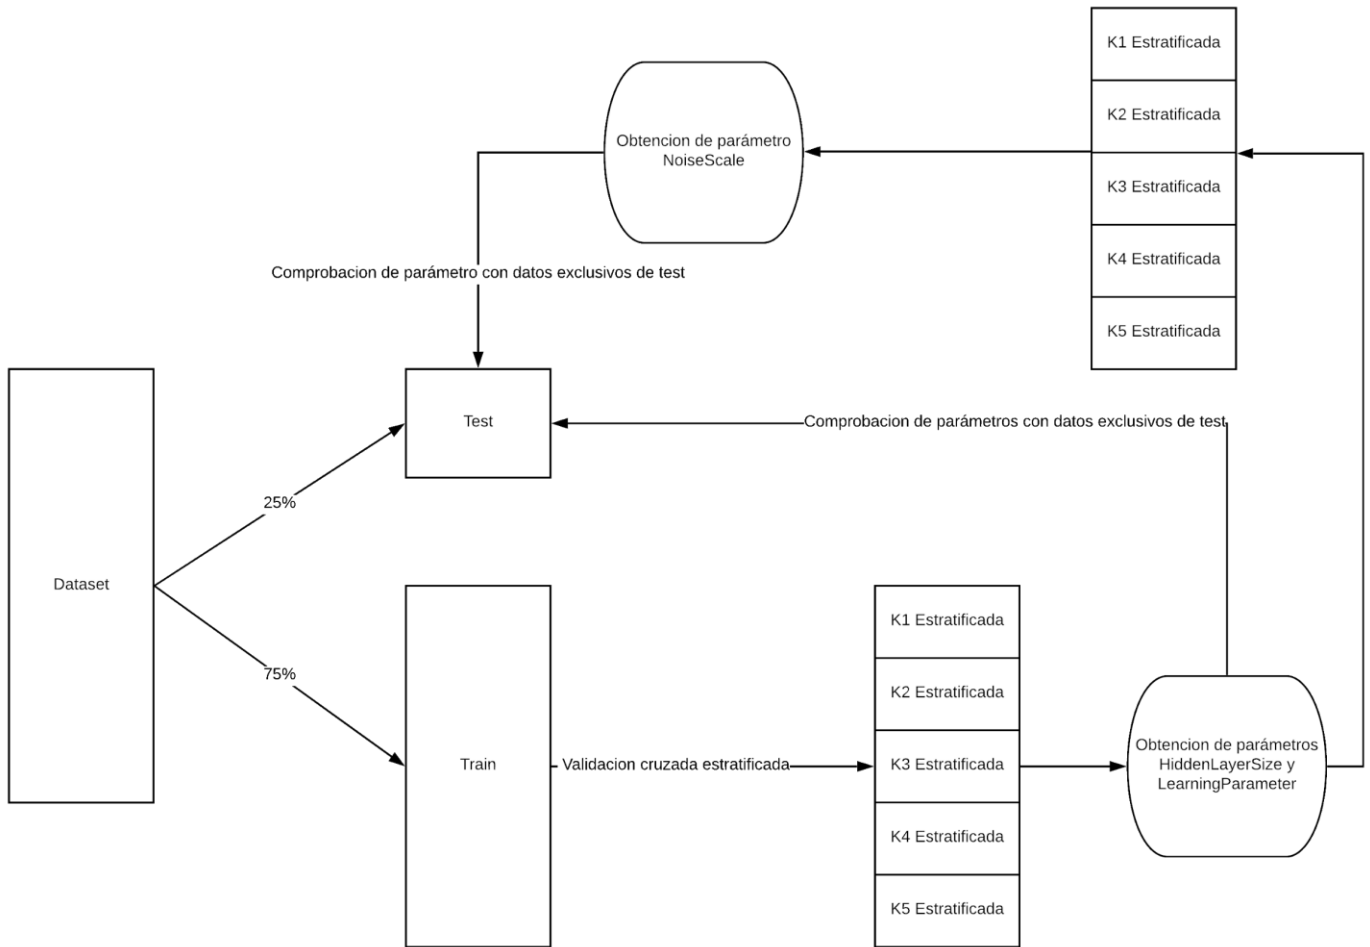 K1 Estratificada
K2 Estratificada
K3 Estratificada
K4 Estratificada
K5 Estratificada
Obtencion de parámetro
NoiseScale
Comprobacion de parámetro con datos exclusivos de test
Test
Comprobacion de parámetros con datos exclusivos de test
25%
Dataset
75%
Train
Validacion cruzada estratificada
K1 Estratificada
K2 Estratificada
K3 Estratificada
K4 Estratificada
K5 Estratificada
Obtencion de parámetros
HiddenLayerSize y
LearningParameter